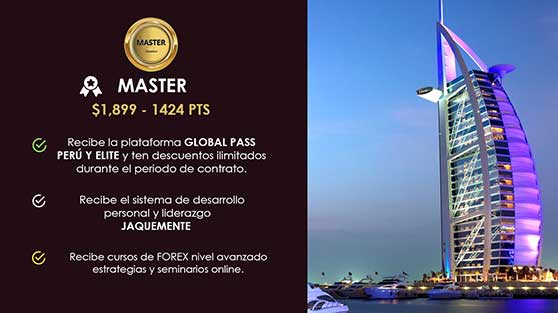 MASTER
MASTER
$1,899 - 1424 PTS
Recibe la plataforma GLOBAL PASS
PERÚ Y ELITE y ten descuentos ilimitados
durante el periodo de contrato.
Recibe el sistema de desarrollo
personal y liderazgo
JAQUEMENTE
Recibe cursos de FOREX nivel avanzado
estrategias y seminarios online.